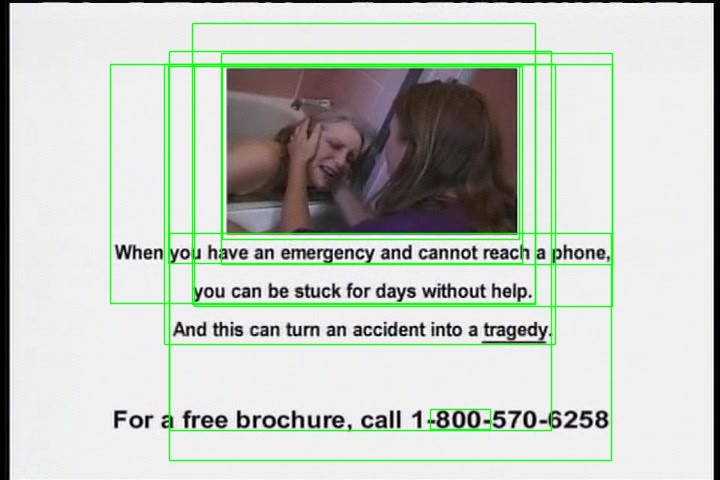 When you have an emergency and cannot reach a phone,
you can be stuck for days without help.
And this can turn an accident into a tragedy.
For a free brochure, call 1-800-570-6258